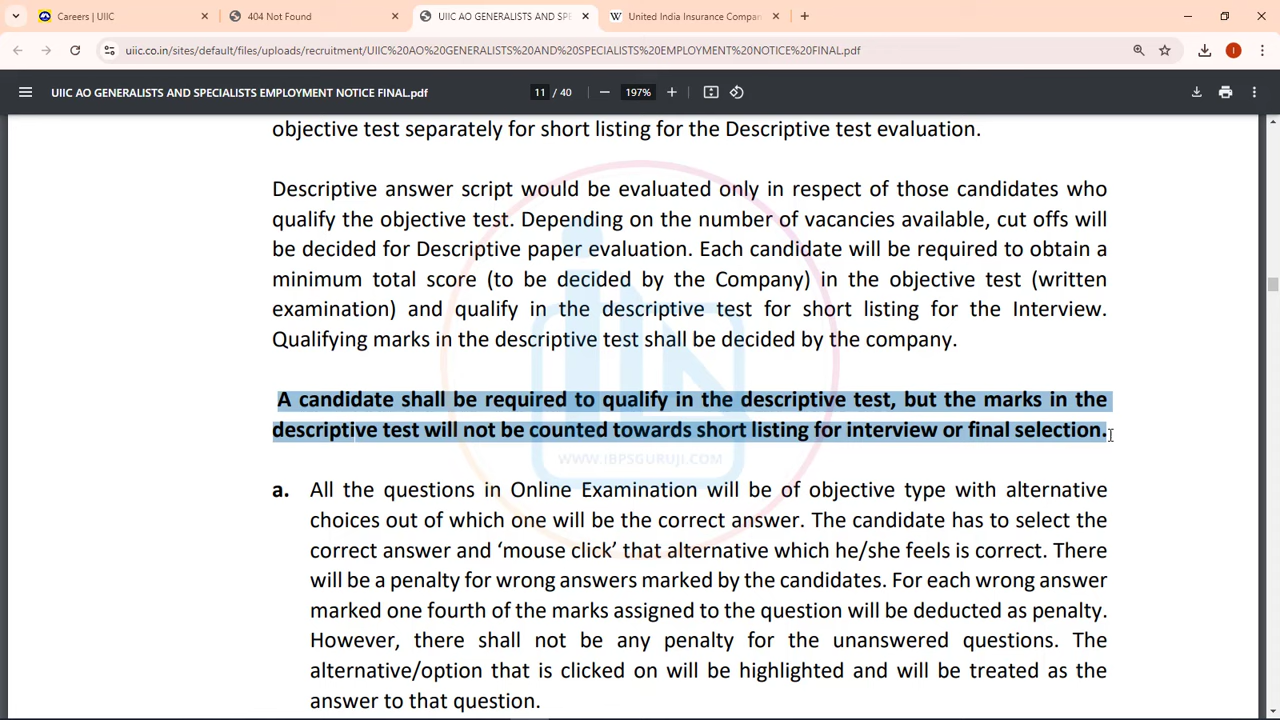 Careers | UIIC
404 Not Found
UIIC AO GENERALISTS AND SPE
United India Insurance Compan
uiic.co.in/sites/default/files/uploads/recruitment/UIIC%20AO%20GENERALISTS%20AND%20SPECIALISTS%20EMPLOYMENT%20NOTICE%20FINAL.pdf
UIIC AO GENERALISTS AND SPECIALISTS EMPLOYMENT NOTICE FINAL.pdf
11 / 40
197%
objective test separately for short listing for the Descriptive test evaluation.
Descriptive answer script would be evaluated only in respect of those candidates who
qualify the objective test. Depending on the number of vacancies available, cut offs will
be decided for Descriptive paper evaluation. Each candidate will be required to obtain a
minimum total score (to be decided by the Company) in the objective test (written
examination) and qualify in the descriptive test for short listing for the Interview.
Qualifying marks in the descriptive test shall be decided by the company.
A candidate shall be required to qualify in the descriptive test, but the marks in the
descriptive test will not be counted towards short listing for interview or final selection.
WWW.IBPSGURUJI.COM
a. All the questions in Online Examination will be of objective type with alternative
choices out of which one will be the correct answer. The candidate has to select the
correct answer and ‘mouse click’ that alternative which he/she feels is correct. There
will be a penalty for wrong answers marked by the candidates. For each wrong answer
marked one fourth of the marks assigned to the question will be deducted as penalty.
However, there shall not be any penalty for the unanswered questions. The
alternative/option that is clicked on will be highlighted and will be treated as the
answer to that question.